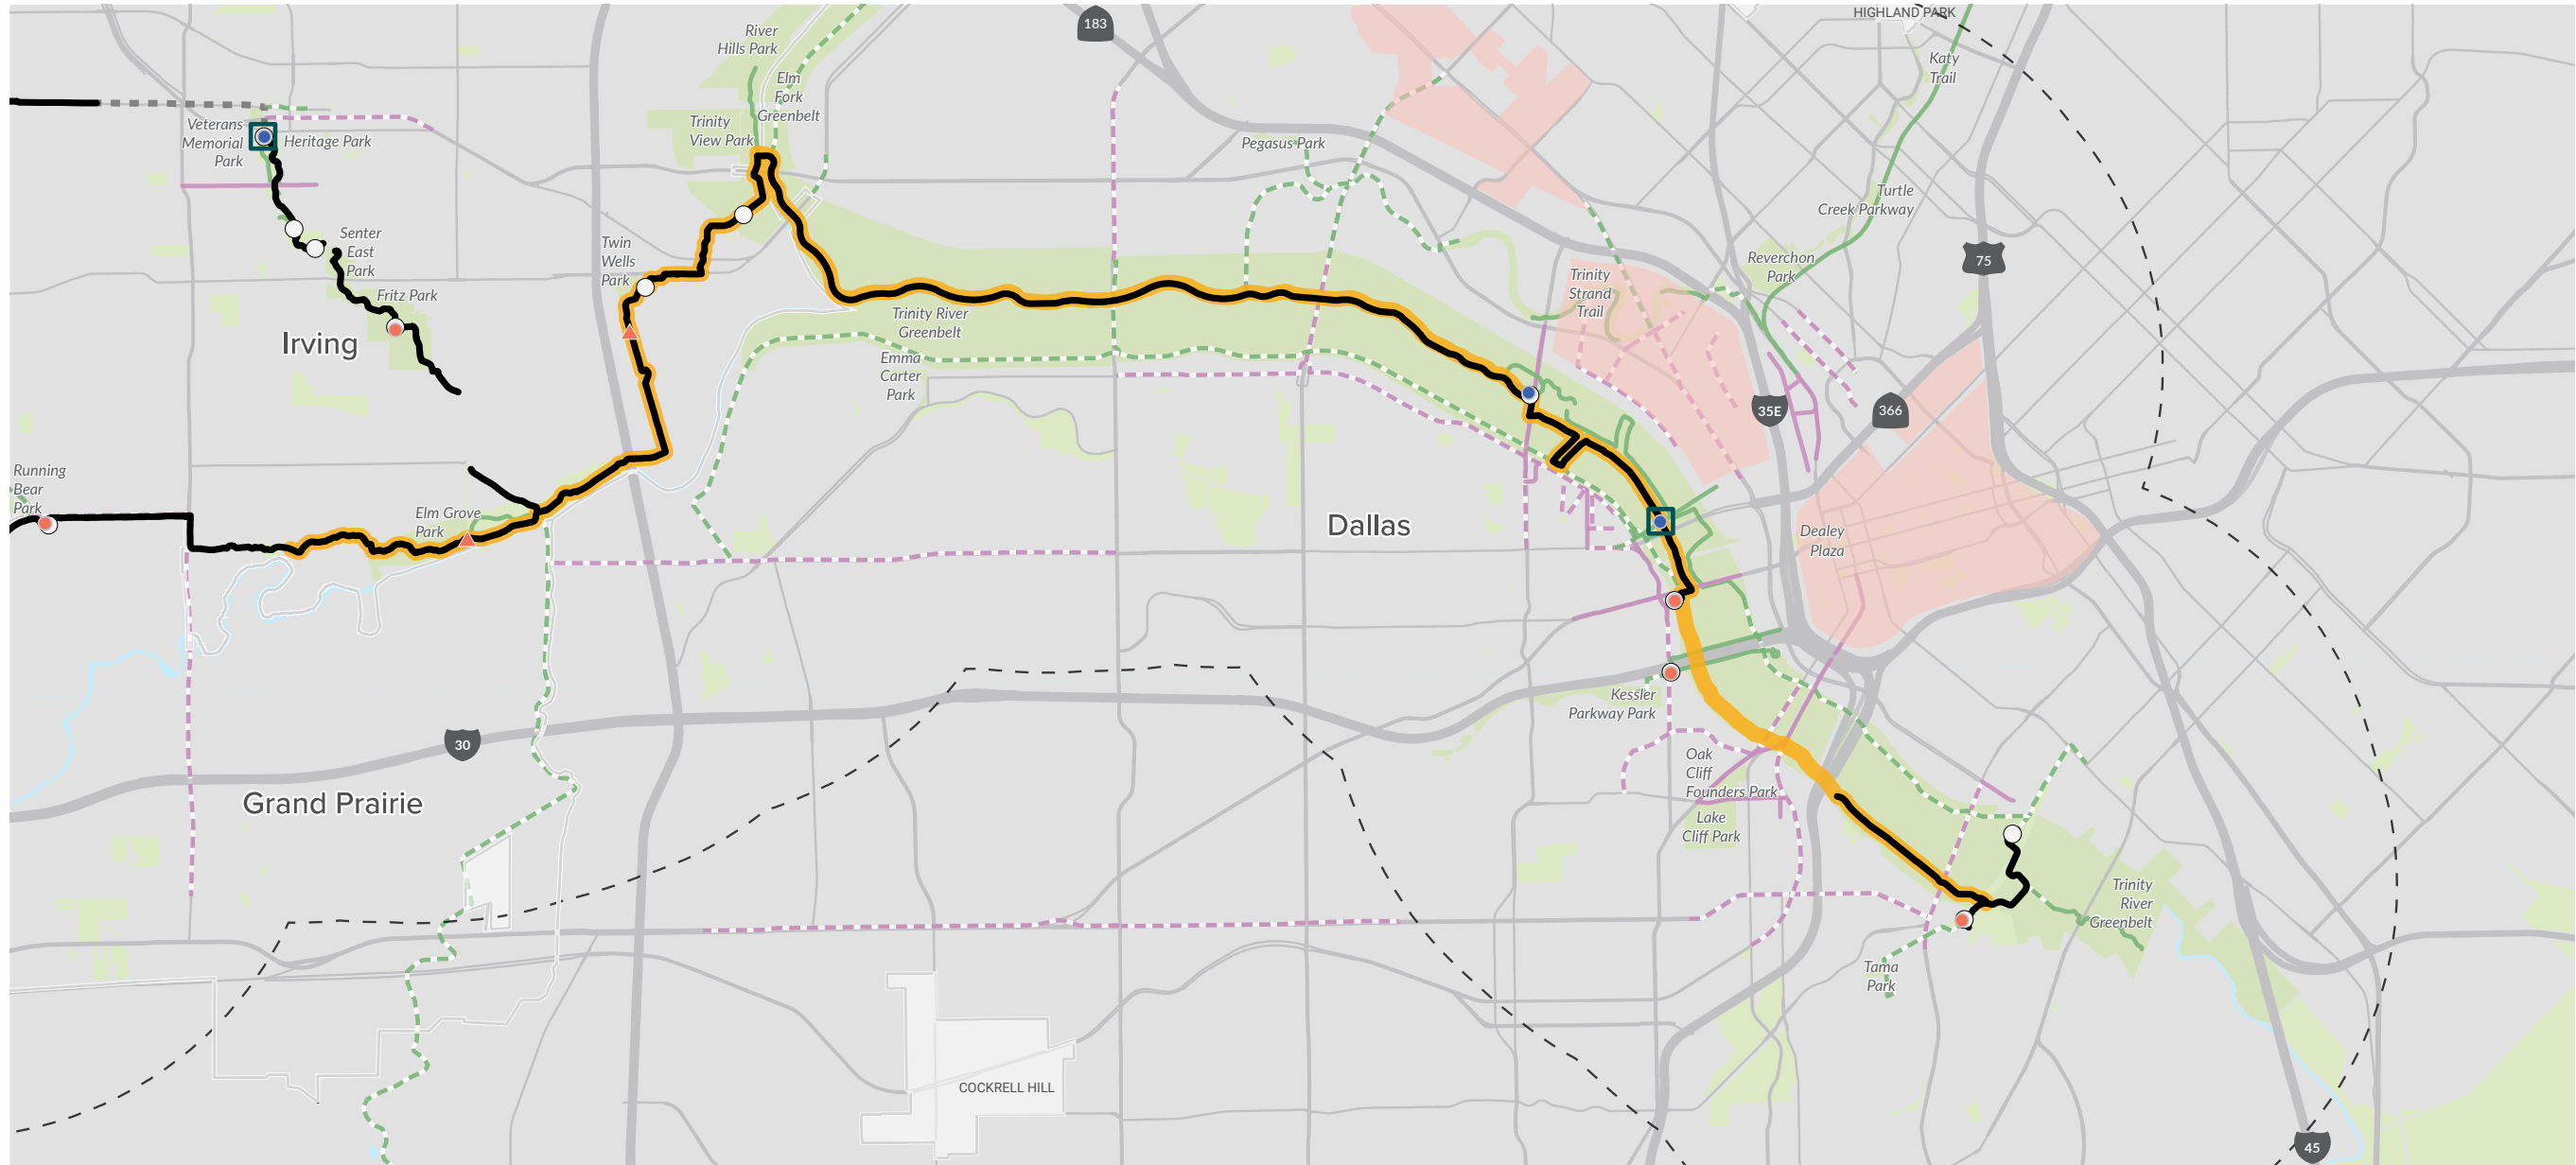 183
HIGHLAND PARK
River
Hills Park
Elm
Fork
Greenbelt
Katy
Trail
Veterans
Memorial
Park
Heritage Park
Trinity
View Park
Pegasus Park
Turtle
Creek Parkway
Senter
East
Park
Twin
Wells
Park
Reverchon
Park
75
Trinity
Strand
Trail
Fritz Park
Irving
Trinity River
Greenbelt
Emma
Carter
Park
35E
366
Running
Bear
Park
Elm Grove
Park
Dallas
Dealey
Plaza
Kessler
Parkway Park
30
Oak
Cliff
Founders Park
Grand Prairie
Lake
Cliff Park
Trinity
River
Greenbelt
Tama
Park
COCKRELL HILL
45